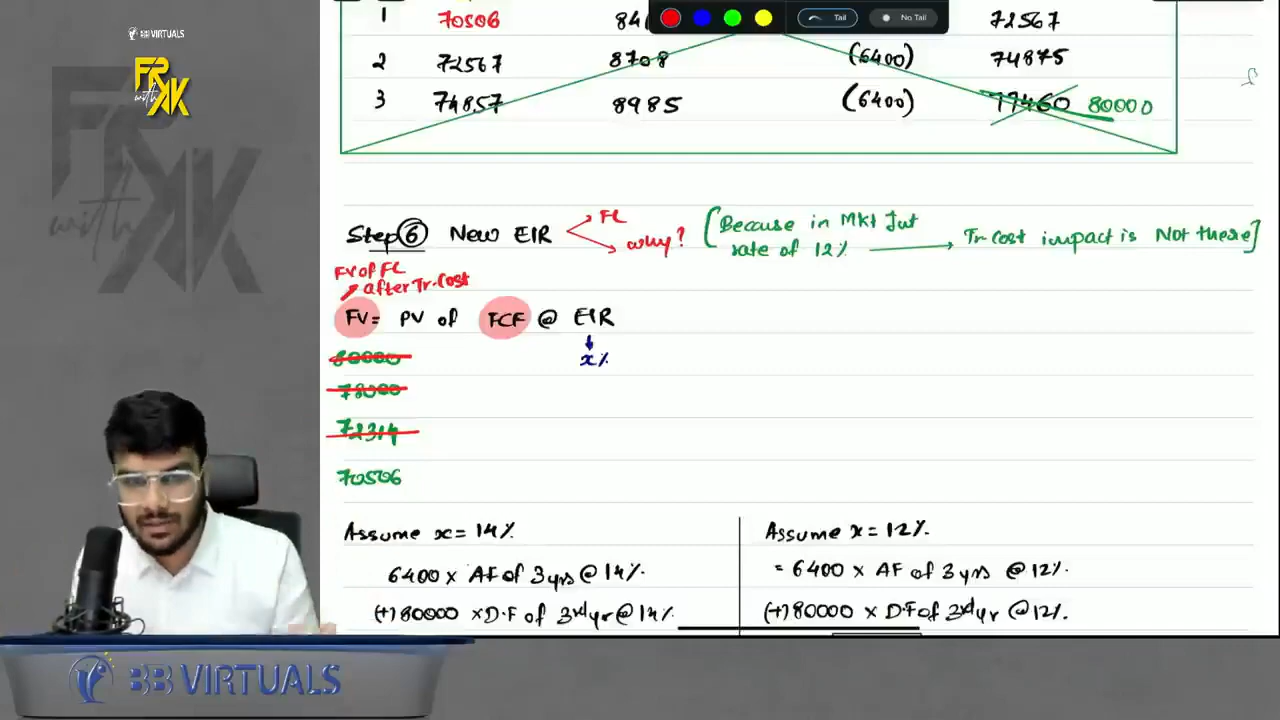 BB VIRTUALS
FR
with
KK
FR
with
KK
Tail
No Tail
1 70506 72567
2 72567 8708 (6400) 74875
3 74857 8985 (6400) 77460 80000
Step 6 New EIR FL [Because in Mkt Int
why? rate of 12% Tr Cost impact is Not there]
FV of FL
after Tr. Cost
FV = PV of FCF @ EIR
80000 x%
78000
72314
70506
Assume x = 14%. Assume x = 12%.
6400 x AF of 3 yrs @ 14%. = 6400 x AF of 3 yrs @ 12%.
(+) 80000 x D.F of 3rd yr @ 14%. (+) 80000 x D.F of 3rd yr @ 12%.
BB VIRTUALS